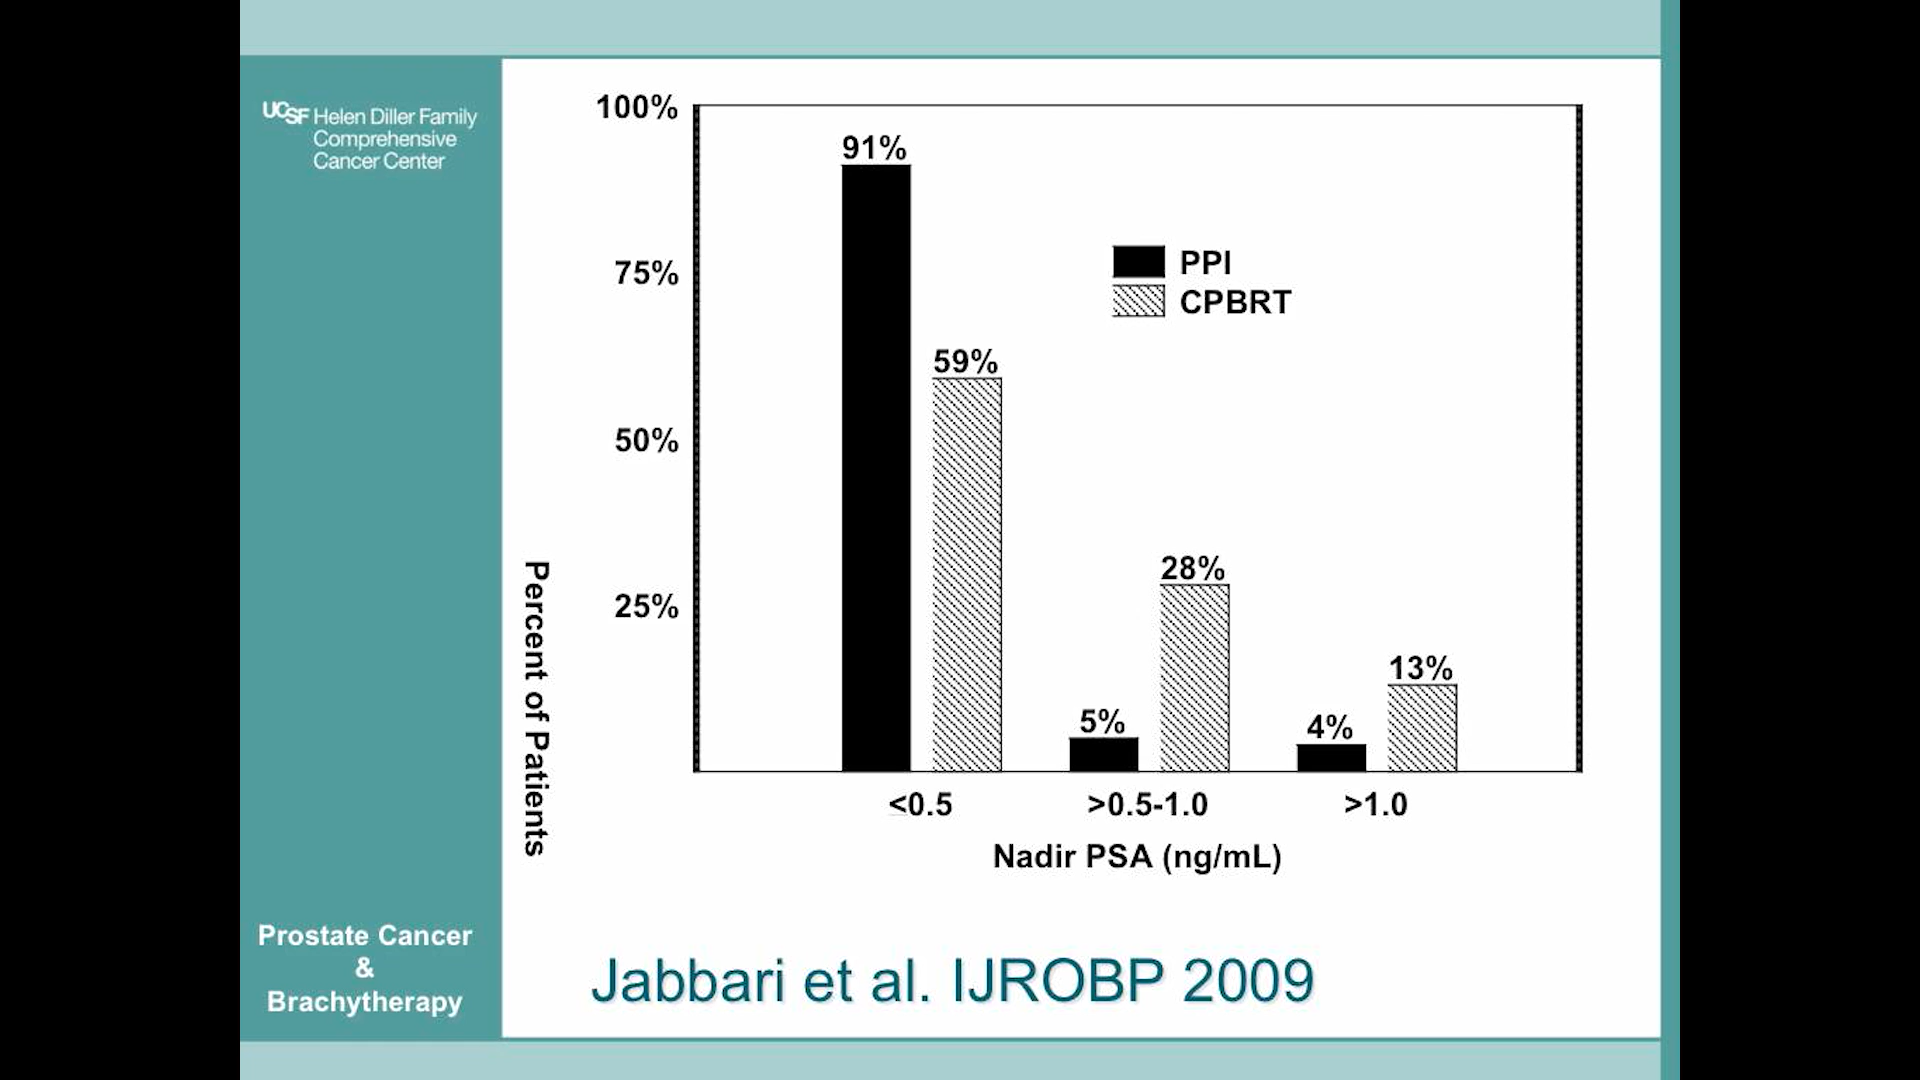 UCSF Helen Diller Family
Comprehensive
Cancer Center
100%
75%
50%
25%
Percent of Patients
91%
59%
5%
28%
4%
13%
PPI
CPBRT
≤0.5
>0.5-1.0
>1.0
Nadir PSA (ng/mL)
Prostate Cancer
&
Brachytherapy
Jabbari et al. IJROBP 2009